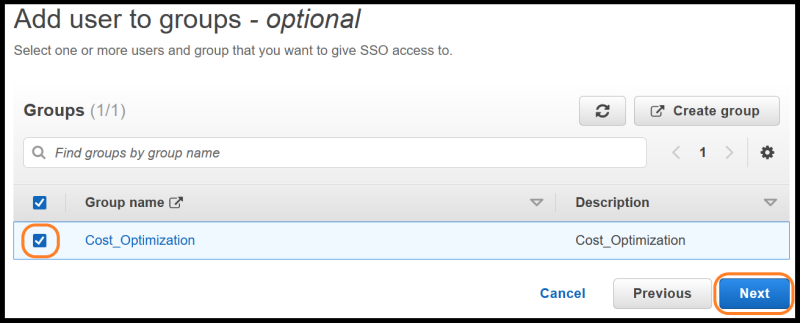 Add user to groups - optional
Select one or more users and group that you want to give SSO access to.
Groups (1/1)
Create group
Find groups by group name
1
Group name
Description
Cost_Optimization
Cost_Optimization
Cancel
Previous
Next